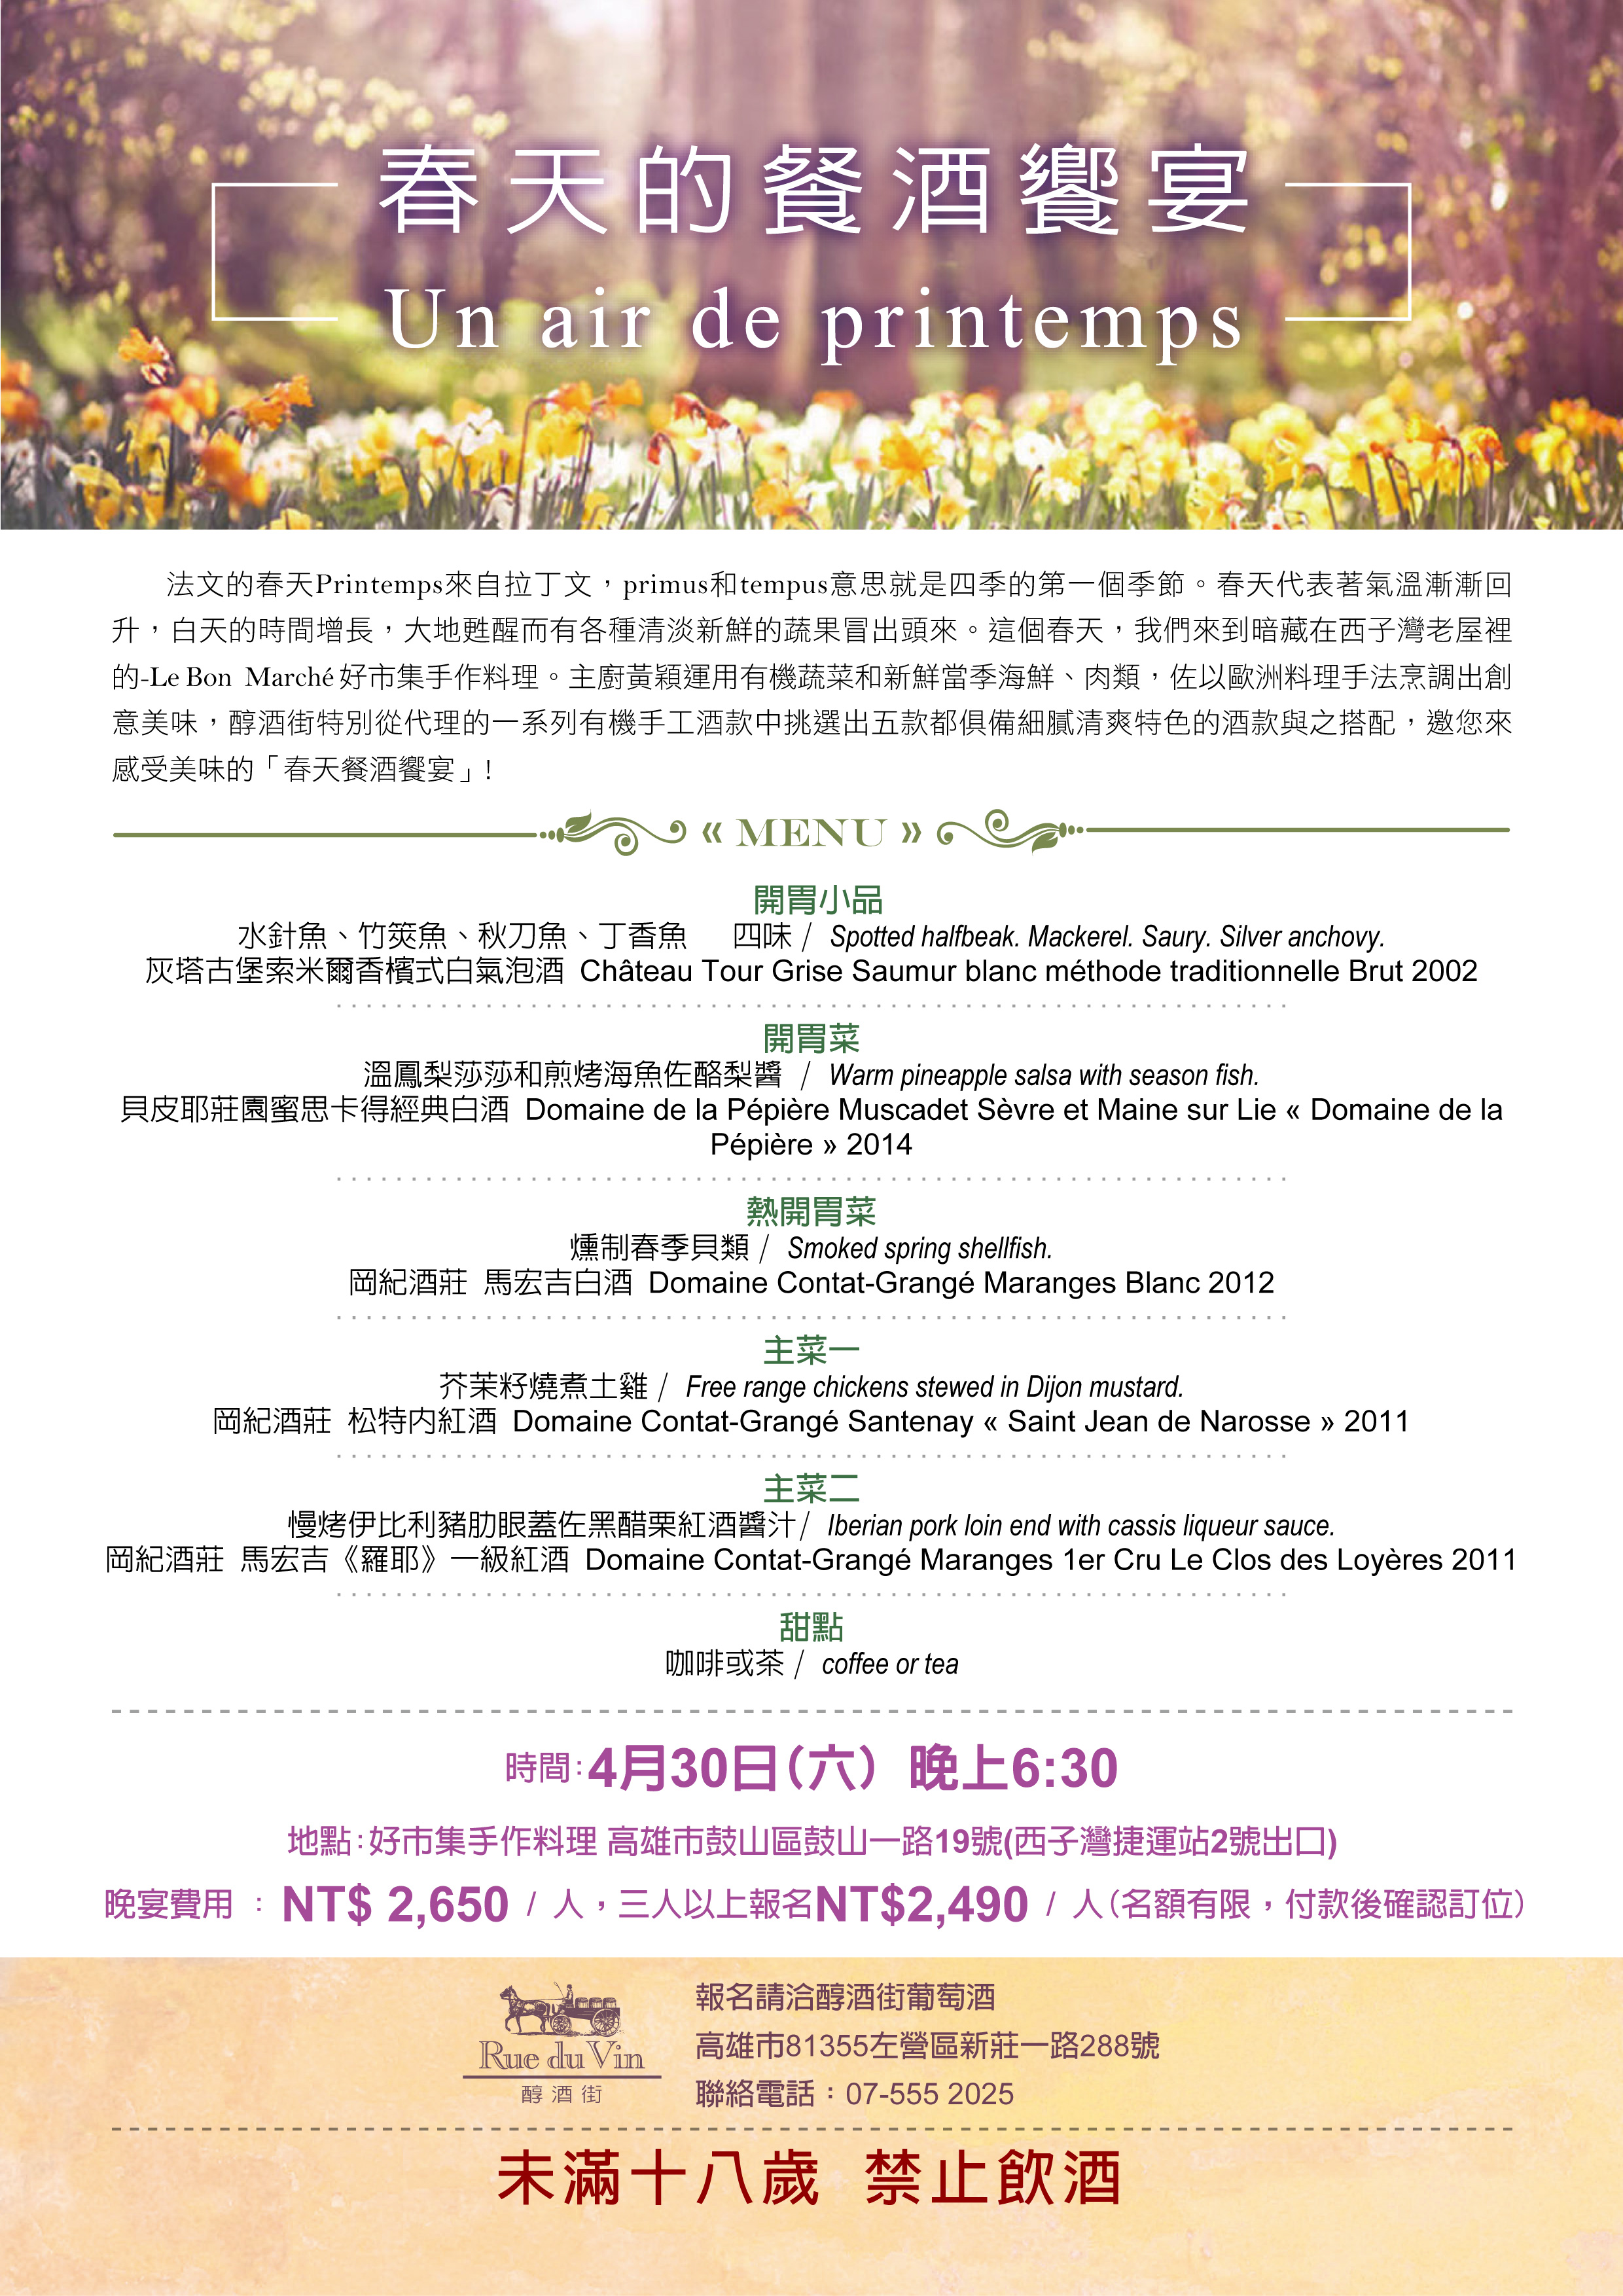 春天的餐酒饗宴
Un air de printemps
法文的春天Printemps來自拉丁文，primus和tempus意思就是四季的第一個季節。春天代表著氣溫漸漸回
升，白天的時間增長，大地甦醒而有各種清淡新鮮的蔬果冒出頭來。這個春天，我們來到暗藏在西子灣老屋裡
的-Le Bon Marché 好市集手作料理。主廚黃穎運用有機蔬菜和新鮮當季海鮮、肉類，佐以歐洲料理手法烹調出創
意美味，醇酒街特別從代理的一系列有機手工酒款中挑選出五款都俱備細膩清爽特色的酒款與之搭配，邀您來
感受美味的「春天餐酒饗宴」!
« MENU »
開胃小品
水針魚、竹筴魚、秋刀魚、丁香魚 四味 / Spotted halfbeak. Mackerel. Saury. Silver anchovy.
灰塔古堡索米爾香檳式白氣泡酒 Château Tour Grise Saumur blanc méthode traditionnelle Brut 2002
開胃菜
溫鳳梨莎莎和煎烤海魚佐酪梨醬 / Warm pineapple salsa with season fish.
貝皮耶莊園蜜思卡得經典白酒 Domaine de la Pépière Muscadet Sèvre et Maine sur Lie « Domaine de la
Pépière » 2014
熱開胃菜
燻制春季貝類 / Smoked spring shellfish.
岡紀酒莊 馬宏吉白酒 Domaine Contat-Grangé Maranges Blanc 2012
主菜一
芥茉籽燒煮土雞 / Free range chickens stewed in Dijon mustard.
岡紀酒莊 松特內紅酒 Domaine Contat-Grangé Santenay « Saint Jean de Narosse » 2011
主菜二
慢烤伊比利豬肋眼蓋佐黑醋栗紅酒醬汁 / Iberian pork loin end with cassis liqueur sauce.
岡紀酒莊 馬宏吉《羅耶》一級紅酒 Domaine Contat-Grangé Maranges 1er Cru Le Clos des Loyères 2011
甜點
咖啡或茶 / coffee or tea
時間:4月30日(六) 晚上6:30
地點:好市集手作料理 高雄市鼓山區鼓山一路19號(西子灣捷運站2號出口)
晚宴費用 : NT$ 2,650 / 人，三人以上報名NT$2,490 / 人(名額有限，付款後確認訂位)
報名請洽醇酒街葡萄酒
高雄市81355左營區新莊一路288號
聯絡電話：07-555 2025
Rue du Vin
醇酒街
未滿十八歲 禁止飲酒